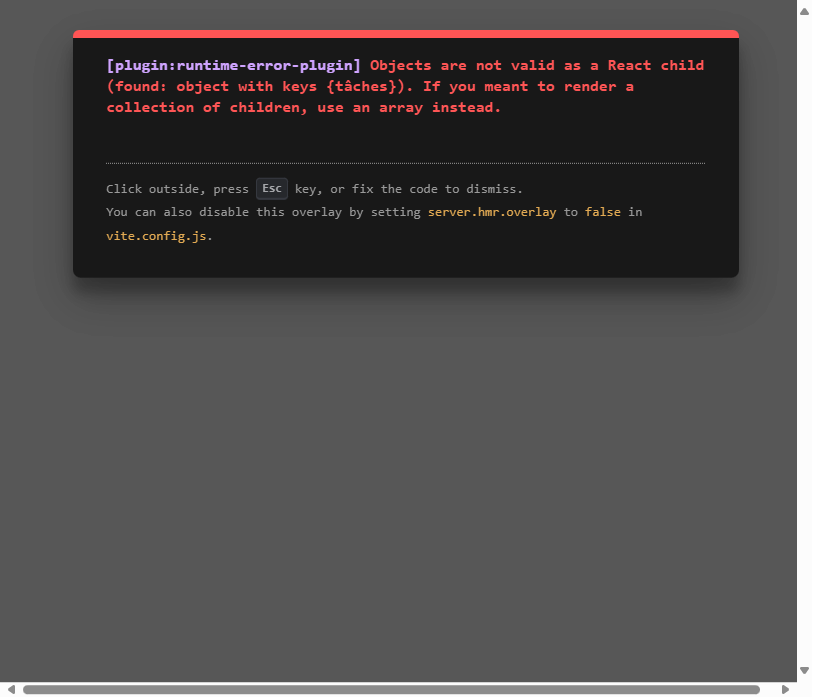 [plugin:runtime-error-plugin] Objects are not valid as a React child
(found: object with keys {tâches}). If you meant to render a
collection of children, use an array instead.
Click outside, press Esc key, or fix the code to dismiss.
You can also disable this overlay by setting server.hmr.overlay to false in
vite.config.js.